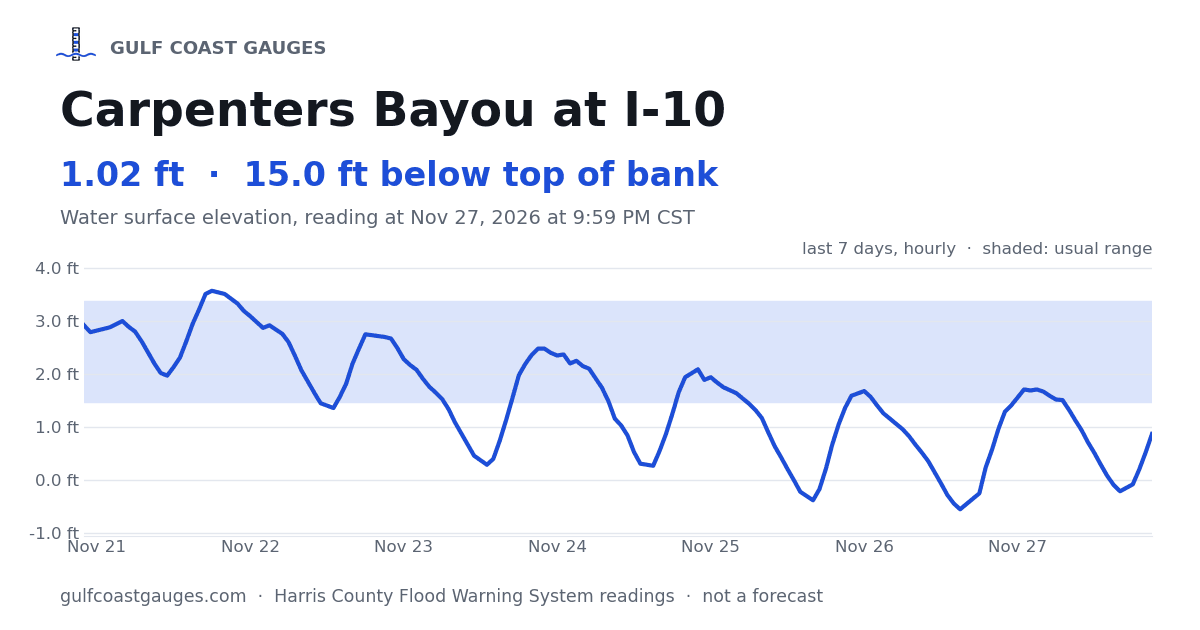 GULF COAST GAUGES
Carpenters Bayou at I-10
1.02 ft · 15.0 ft below top of bank
Water surface elevation, reading at Nov 27, 2026 at 9:59 PM CST
last 7 days, hourly · shaded: usual range
4.0 ft
3.0 ft
2.0 ft
1.0 ft
0.0 ft
-1.0 ft
Nov 21 Nov 22 Nov 23 Nov 24 Nov 25 Nov 26 Nov 27
gulfcoastgauges.com · Harris County Flood Warning System readings · not a forecast